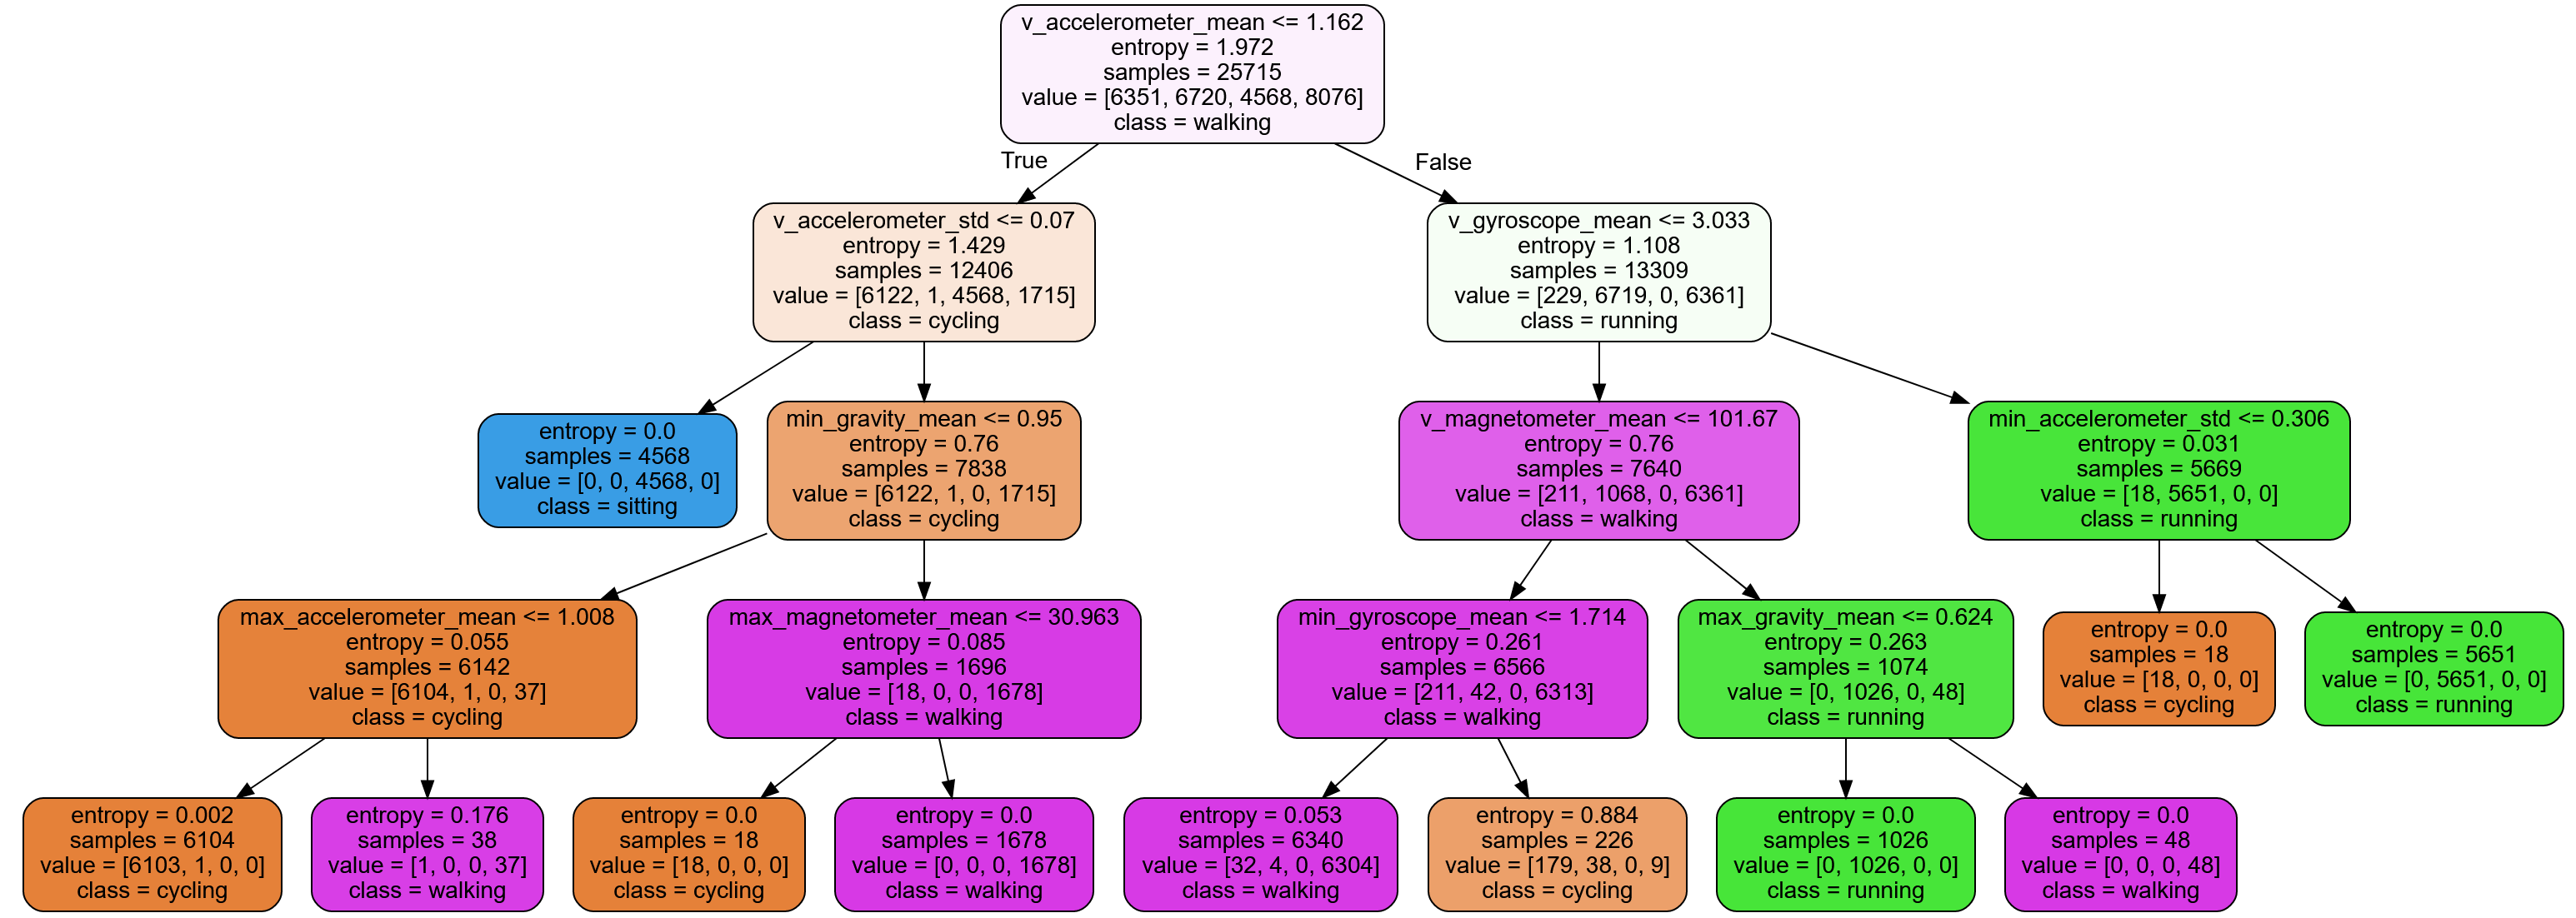 v_accelerometer_mean <= 1.162
entropy = 1.972
samples = 25715
value = [6351, 6720, 4568, 8076]
class = walking
True
False
v_accelerometer_std <= 0.07
entropy = 1.429
samples = 12406
value = [6122, 1, 4568, 1715]
class = cycling
v_gyroscope_mean <= 3.033
entropy = 1.108
samples = 13309
value = [229, 6719, 0, 6361]
class = running
entropy = 0.0
samples = 4568
value = [0, 0, 4568, 0]
class = sitting
min_gravity_mean <= 0.95
entropy = 0.76
samples = 7838
value = [6122, 1, 0, 1715]
class = cycling
v_magnetometer_mean <= 101.67
entropy = 0.76
samples = 7640
value = [211, 1068, 0, 6361]
class = walking
min_accelerometer_std <= 0.306
entropy = 0.031
samples = 5669
value = [18, 5651, 0, 0]
class = running
max_accelerometer_mean <= 1.008
entropy = 0.055
samples = 6142
value = [6104, 1, 0, 37]
class = cycling
max_magnetometer_mean <= 30.963
entropy = 0.085
samples = 1696
value = [18, 0, 0, 1678]
class = walking
min_gyroscope_mean <= 1.714
entropy = 0.261
samples = 6566
value = [211, 42, 0, 6313]
class = walking
max_gravity_mean <= 0.624
entropy = 0.263
samples = 1074
value = [0, 1026, 0, 48]
class = running
entropy = 0.0
samples = 18
value = [18, 0, 0, 0]
class = cycling
entropy = 0.0
samples = 5651
value = [0, 5651, 0, 0]
class = running
entropy = 0.002
samples = 6104
value = [6103, 1, 0, 0]
class = cycling
entropy = 0.176
samples = 38
value = [1, 0, 0, 37]
class = walking
entropy = 0.0
samples = 18
value = [18, 0, 0, 0]
class = cycling
entropy = 0.0
samples = 1678
value = [0, 0, 0, 1678]
class = walking
entropy = 0.053
samples = 6340
value = [32, 4, 0, 6304]
class = walking
entropy = 0.884
samples = 226
value = [179, 38, 0, 9]
class = cycling
entropy = 0.0
samples = 1026
value = [0, 1026, 0, 0]
class = running
entropy = 0.0
samples = 48
value = [0, 0, 0, 48]
class = walking